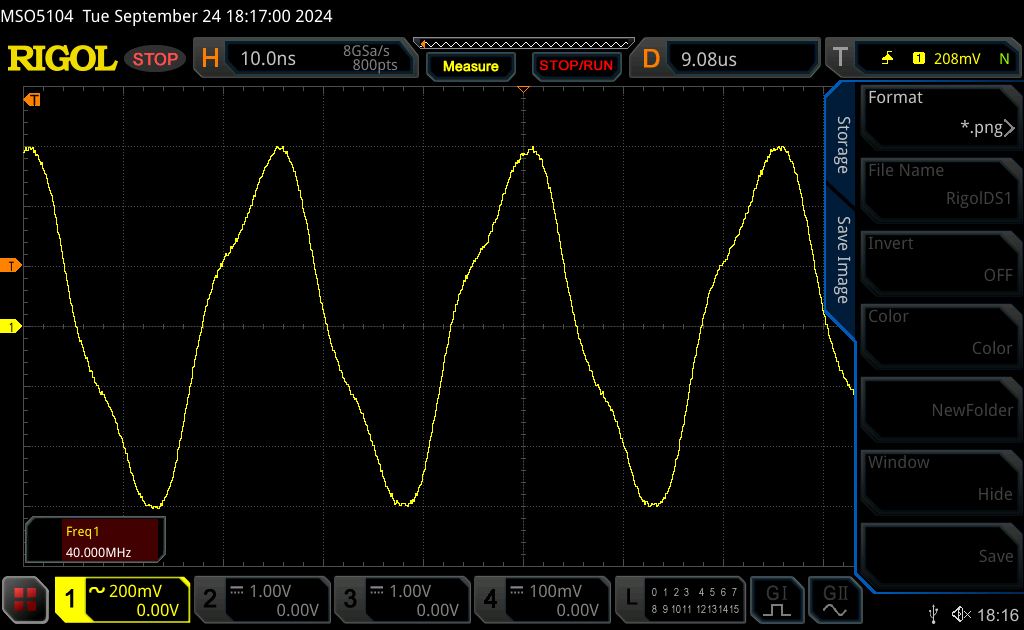 MSO5104 Tue September 24 18:17:00 2024
RIGOL STOP H 10.0ns 8GSa/s 800pts Measure STOP/RUN D 9.08us T 1 208mV N
T
T
1
Storage
Save Image
Format
*.png
File Name
RigolDS1
Invert
OFF
Color
Color
NewFolder
Window
Hide
Save
Freq1
40.000MHz
1 200mV 0.00V
2 1.00V 0.00V
3 1.00V 0.00V
4 100mV 0.00V
L 0 1 2 3 4 5 6 7
8 9 10 11 12 13 14 15
GI
GII
18:16